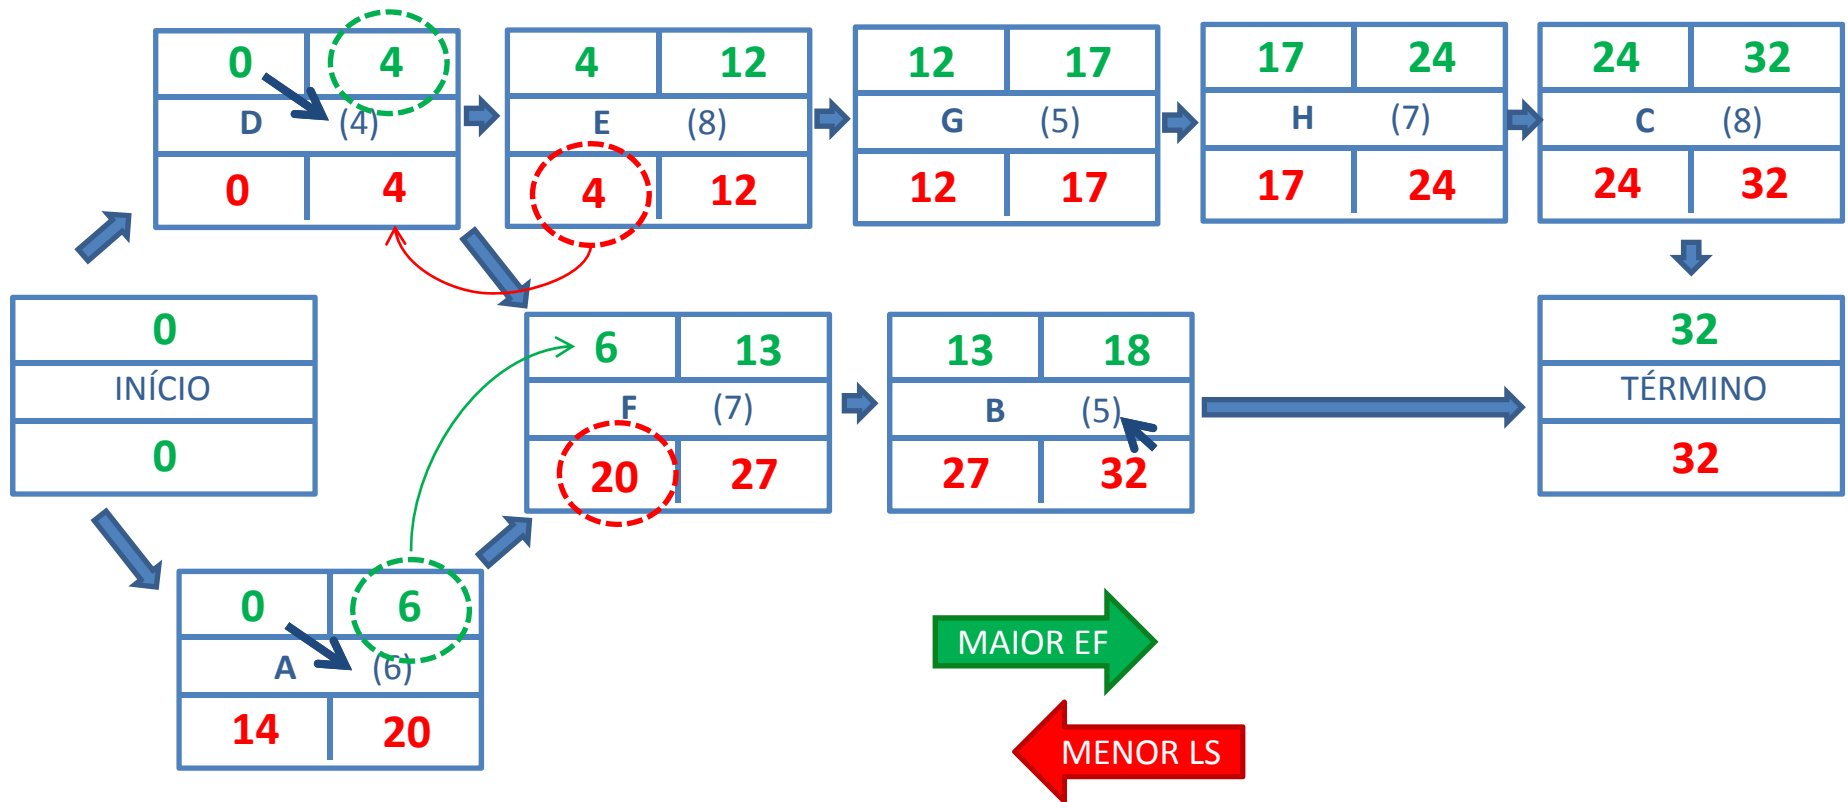 0 4
D (4)
0 4
4 12
E (8)
4 12
12 17
G (5)
12 17
17 24
H (7)
17 24
24 32
C (8)
24 32
0
INÍCIO
0
6 13
F (7)
20 27
13 18
B (5)
27 32
32
TÉRMINO
32
0 6
A (6)
14 20
MAIOR EF
MENOR LS